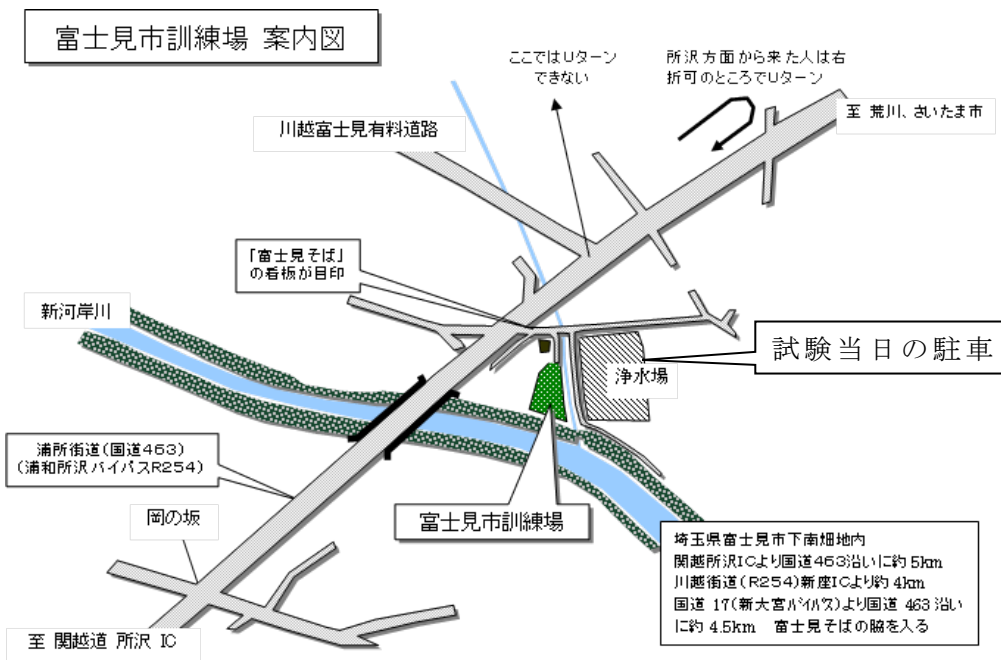 富士見市訓練場 案内図
ここではUターン
できない
所沢方面から来た人は右
折可のところでUターン
川越富士見有料道路
至 荒川、さいたま市
「富士見そば」
の看板が目印
新河岸川
試験当日の駐車
浄水場
浦所街道(国道463)
(浦和所沢バイパスR254)
岡の坂
富士見市訓練場
埼玉県富士見市下南畑地内
関越所沢ICより国道463沿いに約5km
川越街道(R254)新座ICより約4km
国道17(新大宮バイパス)より国道463沿い
に約4.5km 富士見そばの脇を入る
至 関越道 所沢 IC